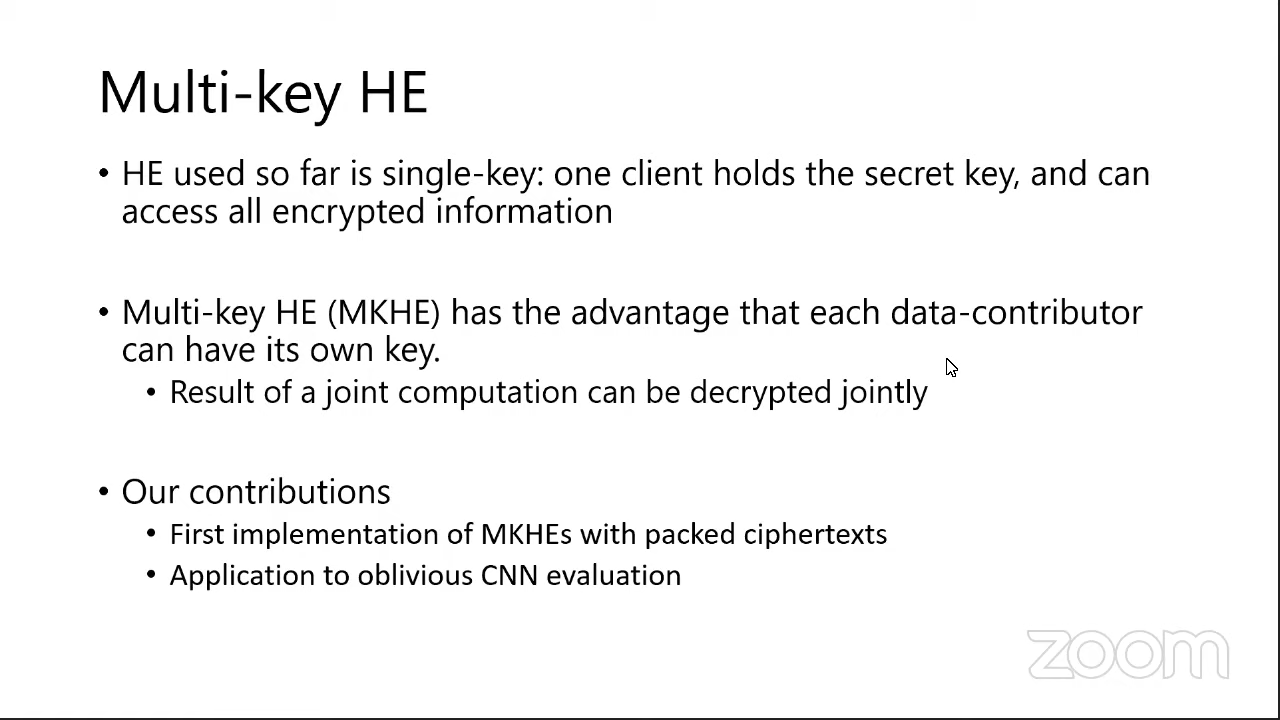 Multi-key HE
• HE used so far is single-key: one client holds the secret key, and can
access all encrypted information
• Multi-key HE (MKHE) has the advantage that each data-contributor
can have its own key.
• Result of a joint computation can be decrypted jointly
• Our contributions
• First implementation of MKHEs with packed ciphertexts
• Application to oblivious CNN evaluation
zoom